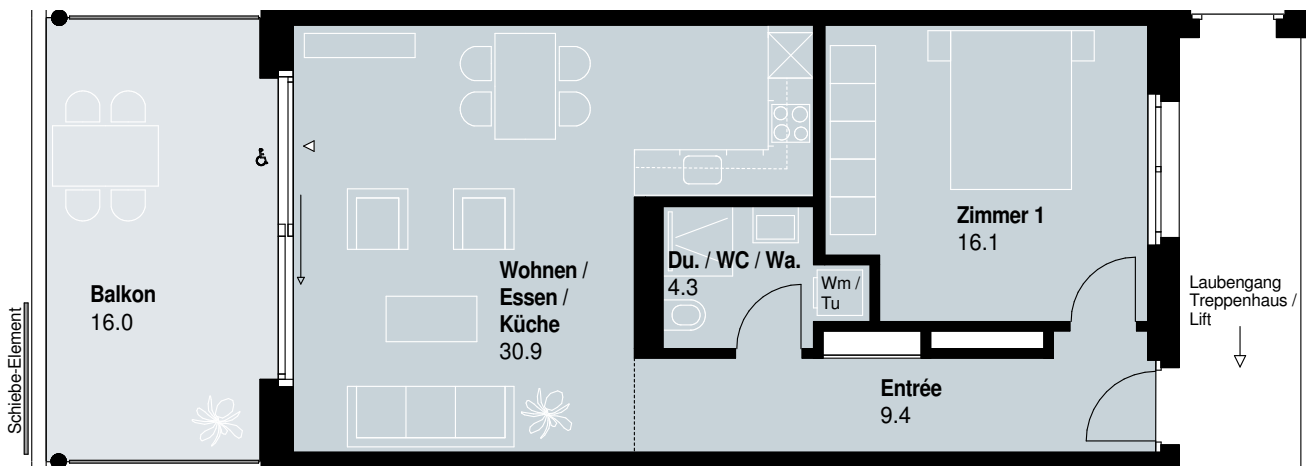 Schiebe-Element
Balkon
16.0
Wohnen /
Essen /
Küche
30.9
Du. / WC / Wa.
4.3
Wm /
Tu
Zimmer 1
16.1
Entrée
9.4
Laubengang
Treppenhaus /
Lift